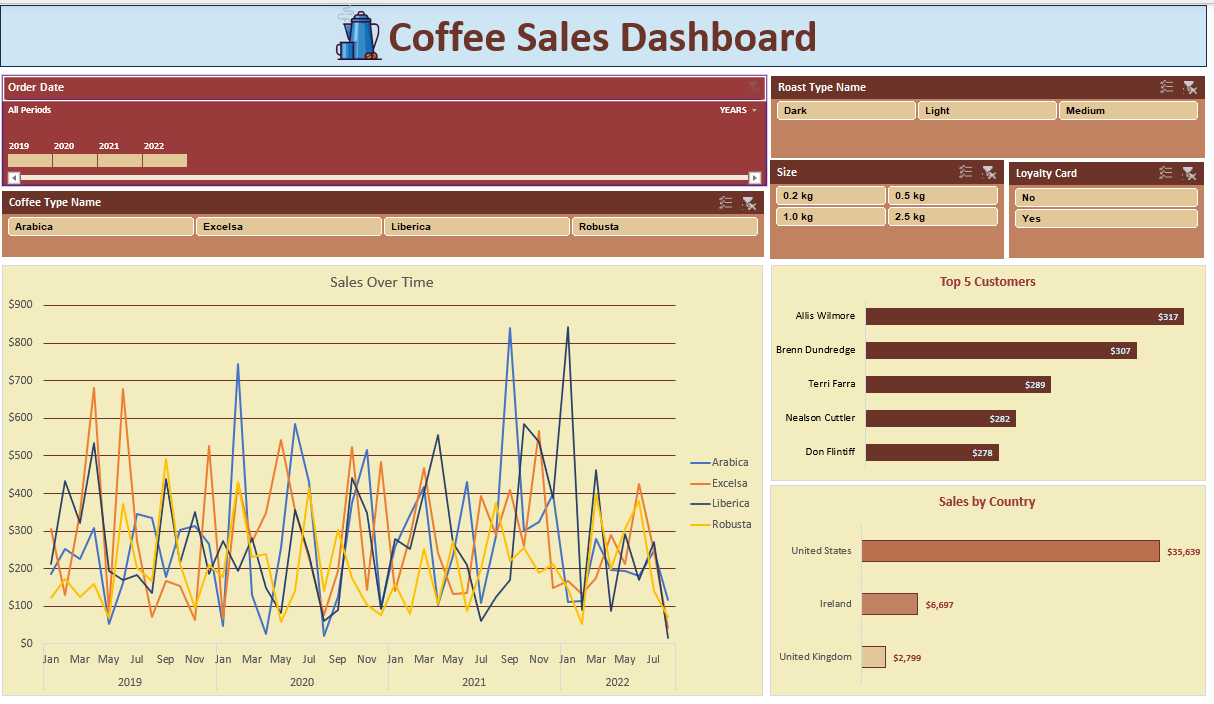 Coffee Sales Dashboard
Order Date
All Periods YEARS
2019 2020 2021 2022
Coffee Type Name
Arabica Excelsa Liberica Robusta
Roast Type Name
Dark Light Medium
Size
0.2 kg 0.5 kg
1.0 kg 2.5 kg
Loyalty Card
No
Yes
Sales Over Time
$900
$800
$700
$600
$500
$400
$300
$200
$100
$0
Jan Mar May Jul Sep Nov Jan Mar May Jul Sep Nov Jan Mar May Jul Sep Nov Jan Mar May Jul
2019 2020 2021 2022
Arabica
Excelsa
Liberica
Robusta
Top 5 Customers
Allis Wilmore $317
Brenn Dundredge $307
Terri Farra $289
Nealson Cuttler $282
Don Flintiff $278
Sales by Country
United States $35,639
Ireland $6,697
United Kingdom $2,799